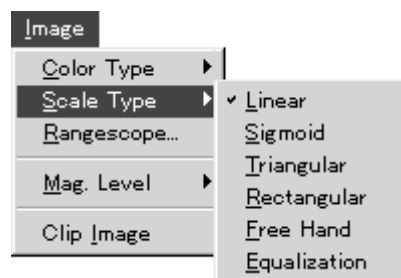 Image
Color Type
Scale Type
Rangescope...
Mag. Level
Clip Image
Linear
Sigmoid
Triangular
Rectangular
Free Hand
Equalization